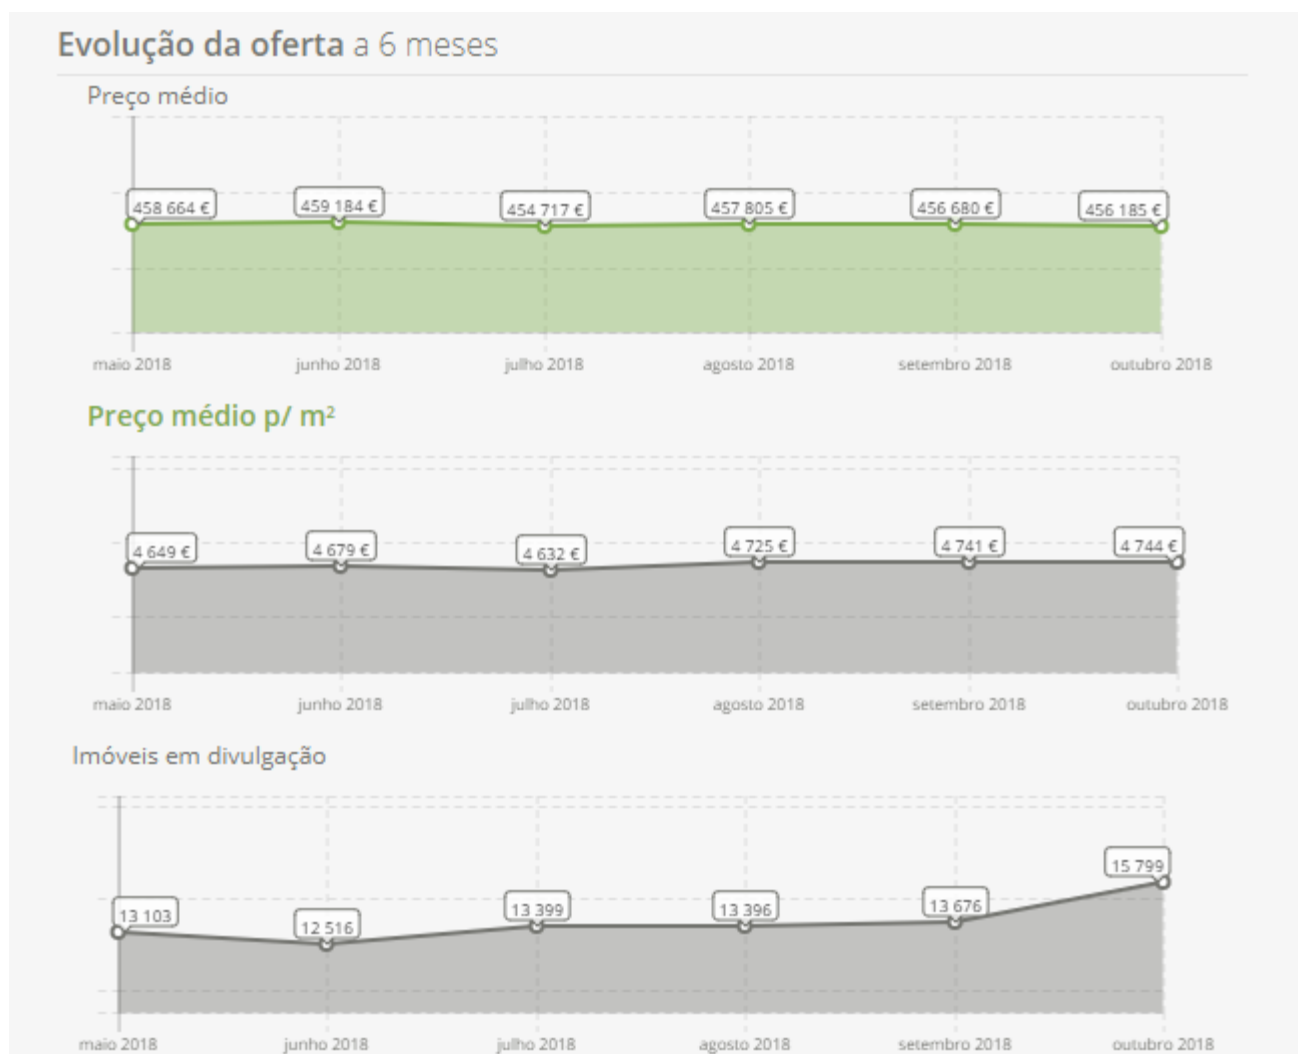 Evolução da oferta a 6 meses
Preço médio
458 664 € 459 184 € 454 717 € 457 805 € 456 680 € 456 185 €
maio 2018 junho 2018 julho 2018 agosto 2018 setembro 2018 outubro 2018
Preço médio p/ m²
4 649 € 4 679 € 4 632 € 4 725 € 4 741 € 4 744 €
maio 2018 junho 2018 julho 2018 agosto 2018 setembro 2018 outubro 2018
Imóveis em divulgação
13 103 12 516 13 399 13 396 13 676 15 799
maio 2018 junho 2018 julho 2018 agosto 2018 setembro 2018 outubro 2018